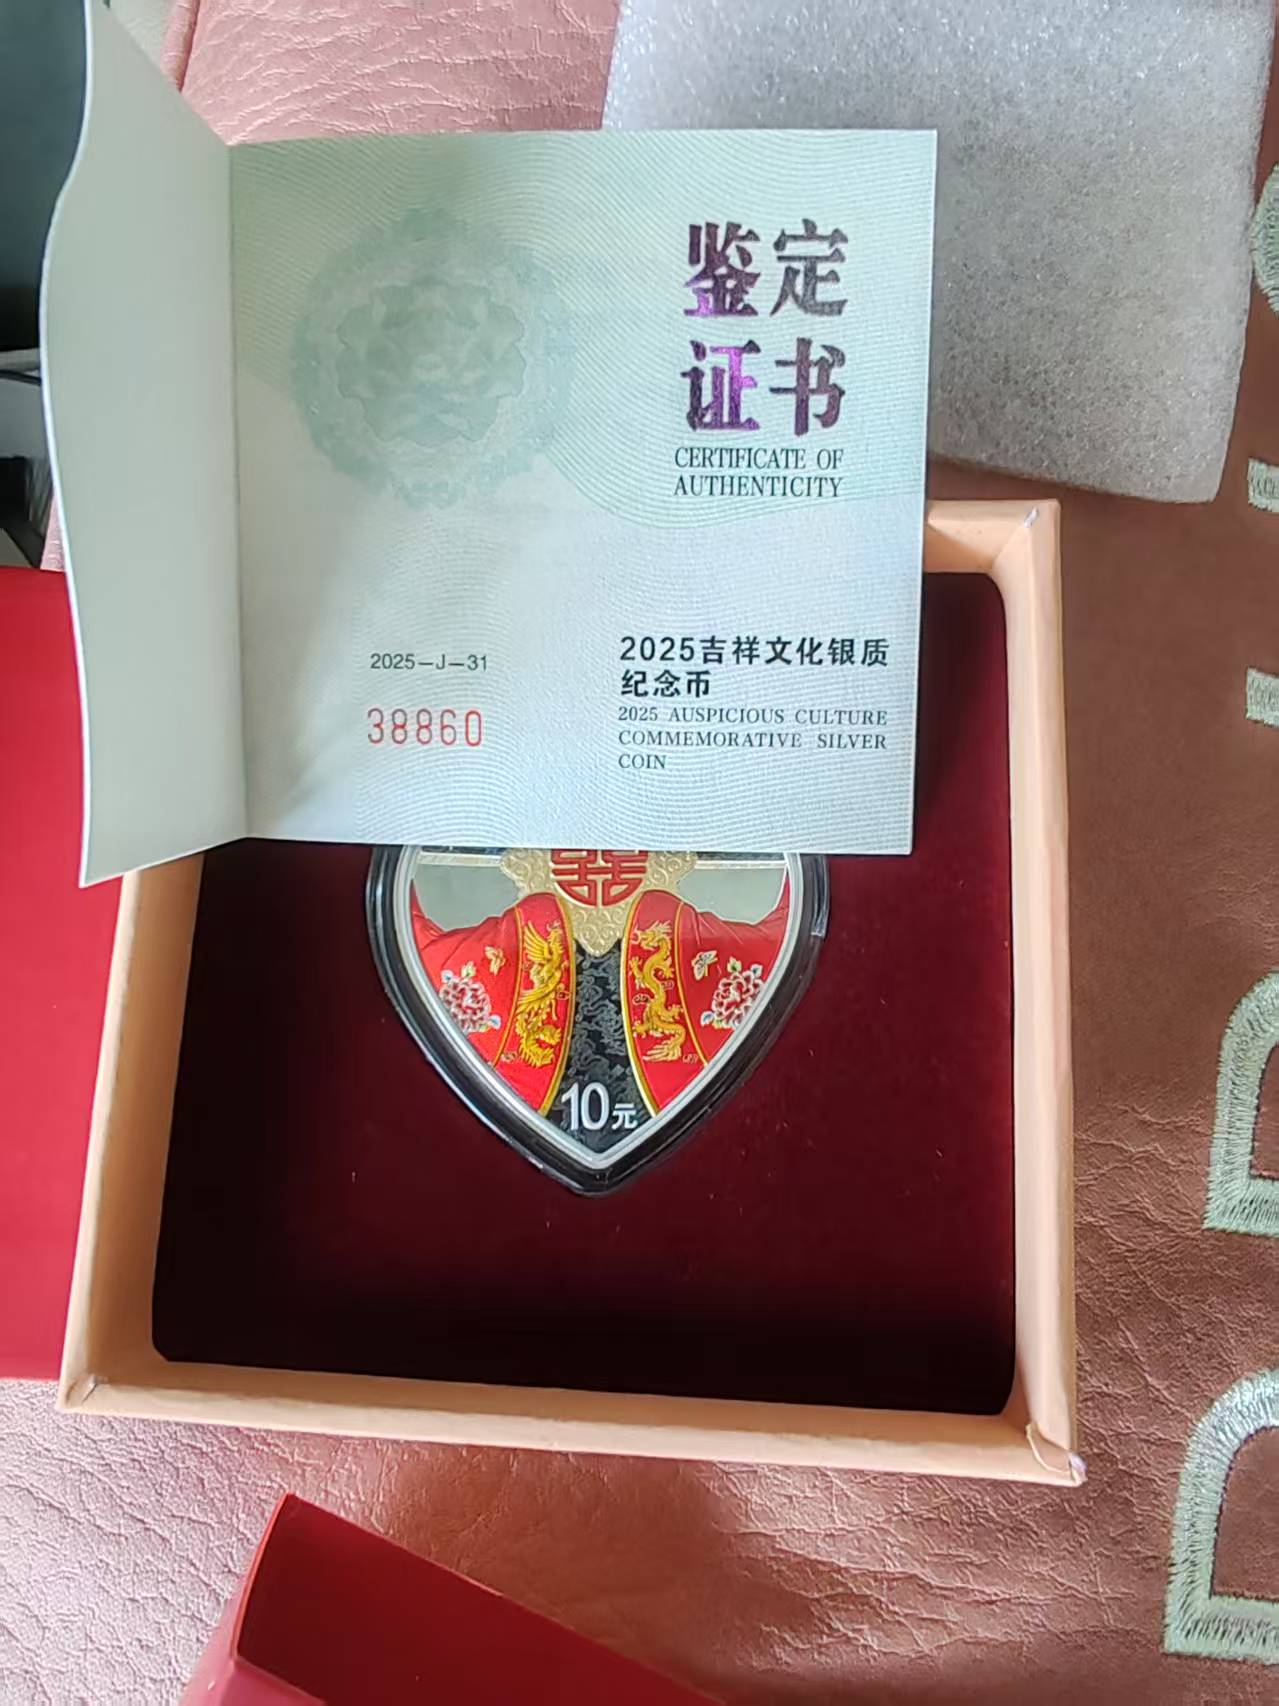 鉴定
证书
CERTIFICATE OF
AUTHENTICITY
2025-J-31
38860
2025吉祥文化银质
纪念币
2025 AUSPICIOUS CULTURE
COMMEMORATIVE SILVER
COIN
囍
10元